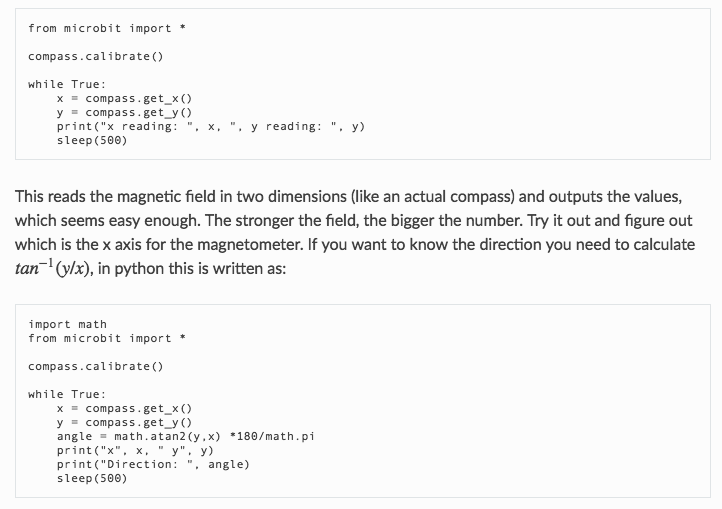 from microbit import *
compass.calibrate()
while True:
    x = compass.get_x()
    y = compass.get_y()
    print("x reading: ", x, ", y reading: ", y)
    sleep(500)
This reads the magnetic field in two dimensions (like an actual compass) and outputs the values,
which seems easy enough. The stronger the field, the bigger the number. Try it out and figure out
which is the x axis for the magnetometer. If you want to know the direction you need to calculate
tan⁻¹(y/x), in python this is written as:
import math
from microbit import *
compass.calibrate()
while True:
    x = compass.get_x()
    y = compass.get_y()
    angle = math.atan2(y,x) *180/math.pi
    print("x", x, " y", y)
    print("Direction: ", angle)
    sleep(500)